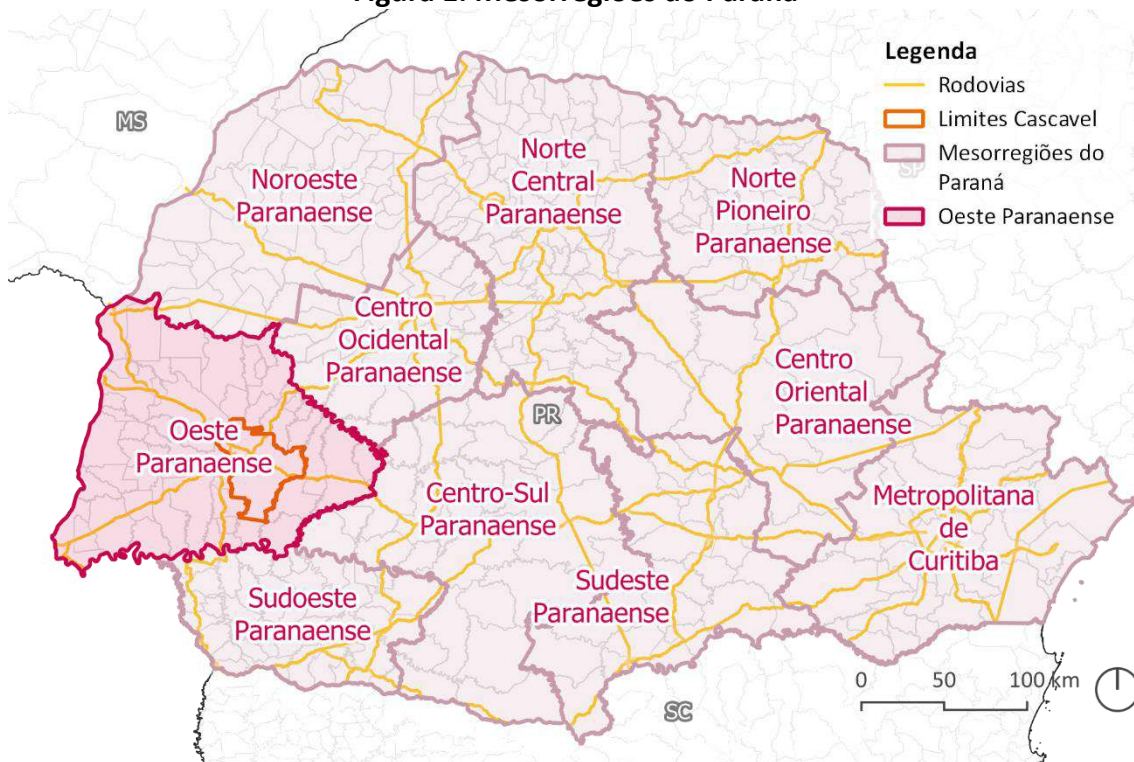 Legenda
Rodovias
Limites Cascavel
Mesorregiões do
Paraná
Oeste Paranaense
MS
SP
Noroeste
Paranaense
Norte
Central
Paranaense
Norte
Pioneiro
Paranaense
Centro
Ocidental
Paranaense
Centro
Oriental
Paranaense
Oeste
Paranaense
PR
Centro-Sul
Paranaense
Metropolitana
de
Curitiba
Sudoeste
Paranaense
Sudeste
Paranaense
SC
0 50 100 km